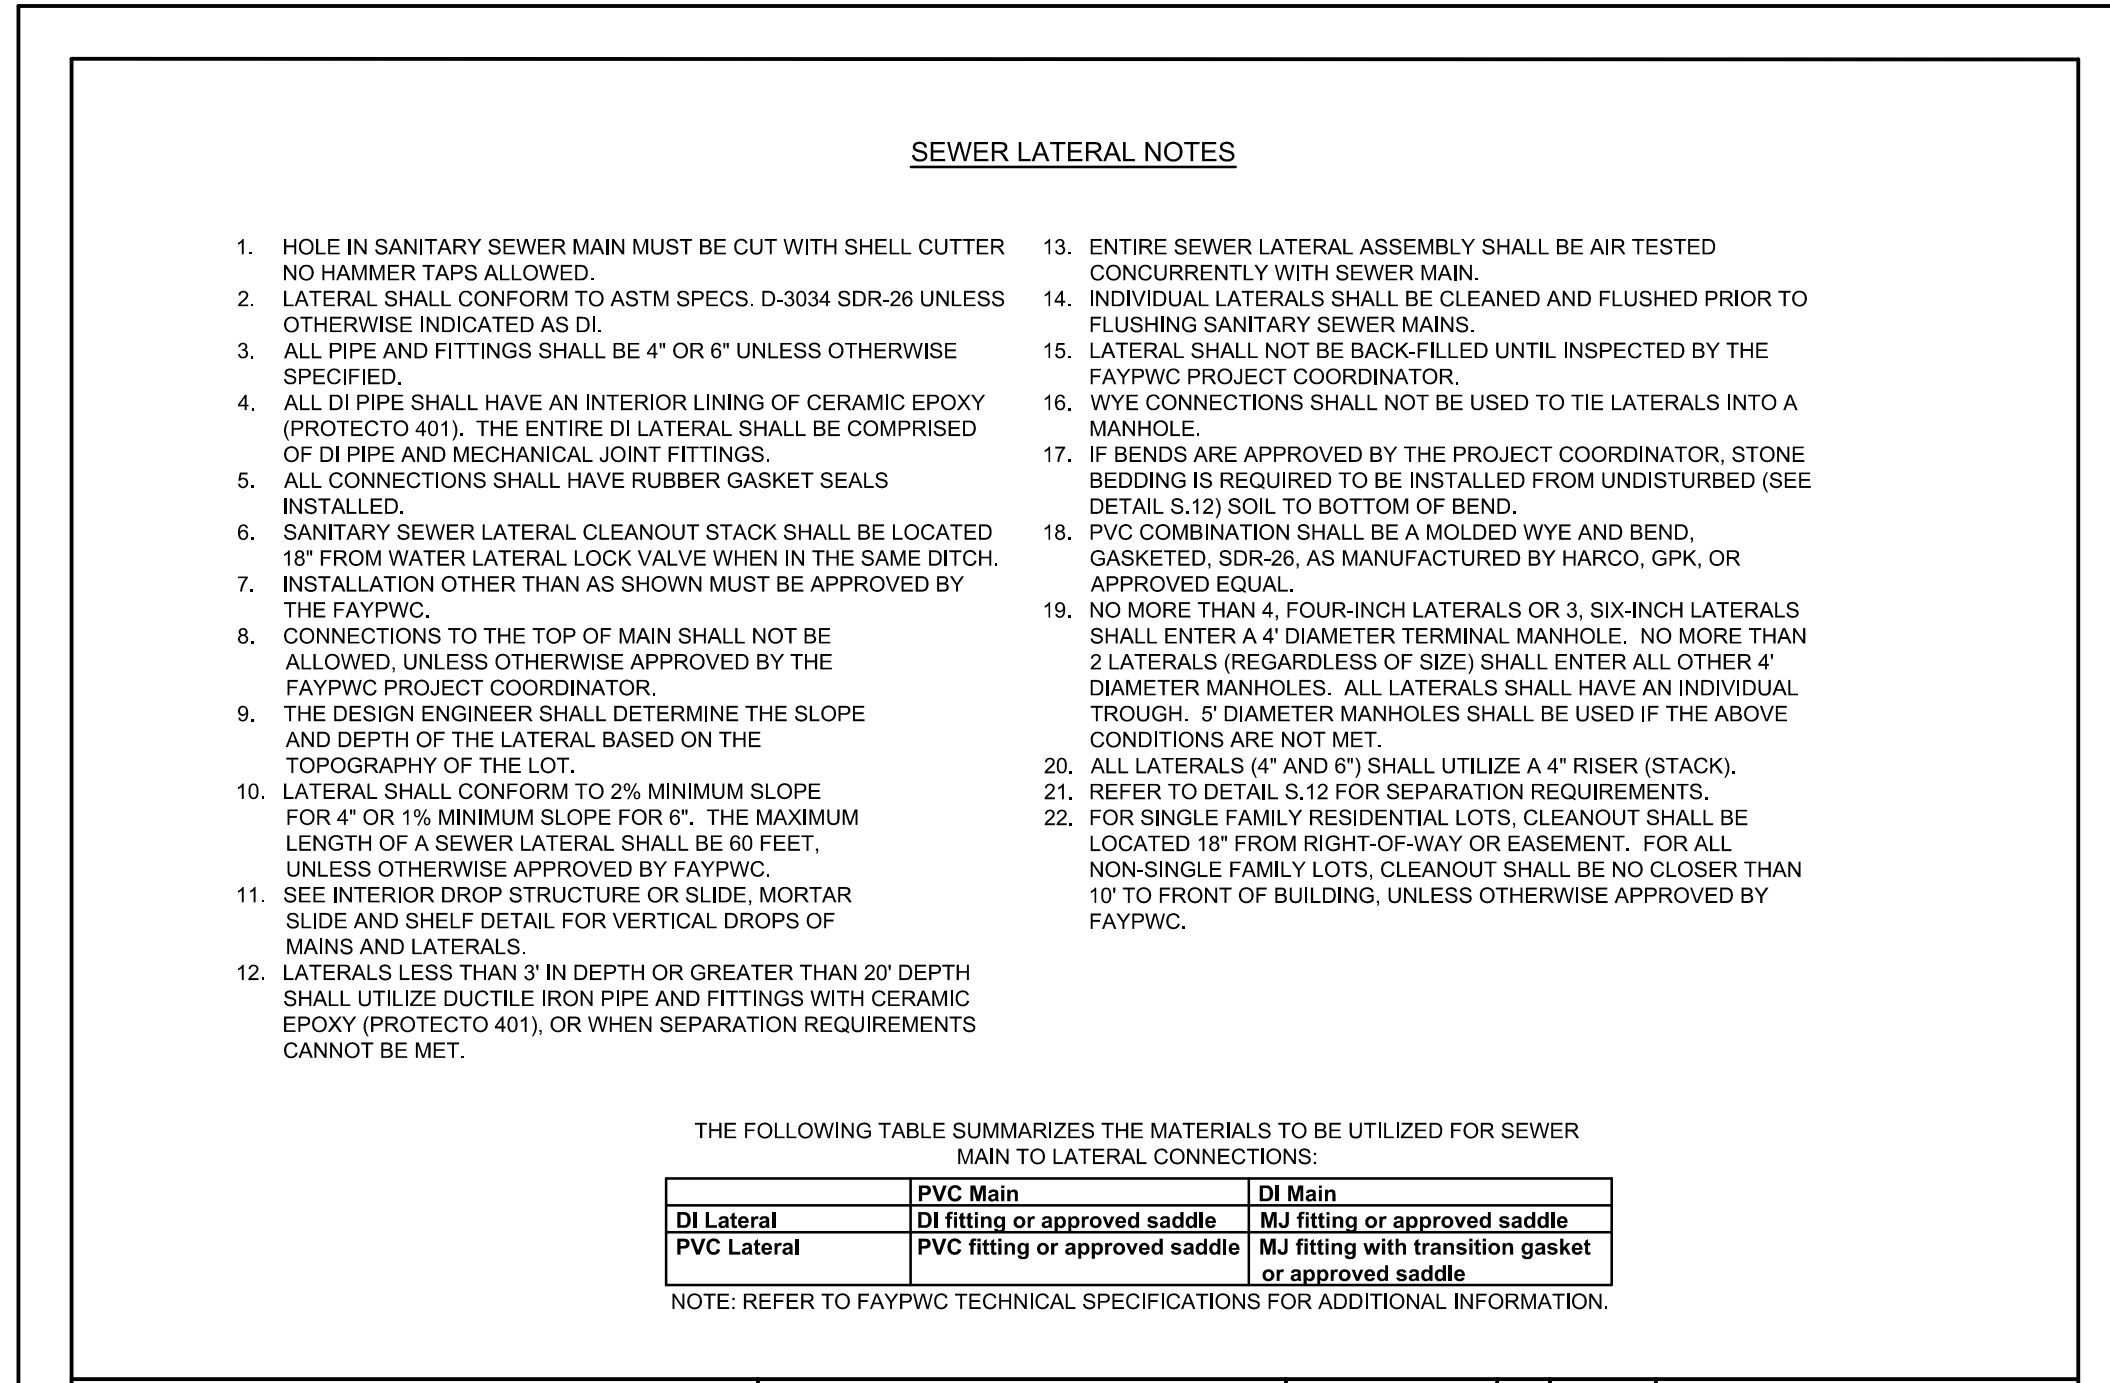 SEWER LATERAL NOTES
1. HOLE IN SANITARY SEWER MAIN MUST BE CUT WITH SHELL CUTTER
NO HAMMER TAPS ALLOWED.
2. LATERAL SHALL CONFORM TO ASTM SPECS. D-3034 SDR-26 UNLESS
OTHERWISE INDICATED AS DI.
3. ALL PIPE AND FITTINGS SHALL BE 4" OR 6" UNLESS OTHERWISE
SPECIFIED.
4. ALL DI PIPE SHALL HAVE AN INTERIOR LINING OF CERAMIC EPOXY
(PROTECTO 401). THE ENTIRE DI LATERAL SHALL BE COMPRISED
OF DI PIPE AND MECHANICAL JOINT FITTINGS.
5. ALL CONNECTIONS SHALL HAVE RUBBER GASKET SEALS
INSTALLED.
6. SANITARY SEWER LATERAL CLEANOUT STACK SHALL BE LOCATED
18" FROM WATER LATERAL LOCK VALVE WHEN IN THE SAME DITCH.
7. INSTALLATION OTHER THAN AS SHOWN MUST BE APPROVED BY
THE FAYPWC.
8. CONNECTIONS TO THE TOP OF MAIN SHALL NOT BE
ALLOWED, UNLESS OTHERWISE APPROVED BY THE
FAYPWC PROJECT COORDINATOR.
9. THE DESIGN ENGINEER SHALL DETERMINE THE SLOPE
AND DEPTH OF THE LATERAL BASED ON THE
TOPOGRAPHY OF THE LOT.
10. LATERAL SHALL CONFORM TO 2% MINIMUM SLOPE
FOR 4" OR 1% MINIMUM SLOPE FOR 6". THE MAXIMUM
LENGTH OF A SEWER LATERAL SHALL BE 60 FEET,
UNLESS OTHERWISE APPROVED BY FAYPWC.
11. SEE INTERIOR DROP STRUCTURE OR SLIDE, MORTAR
SLIDE AND SHELF DETAIL FOR VERTICAL DROPS OF
MAINS AND LATERALS.
12. LATERALS LESS THAN 3' IN DEPTH OR GREATER THAN 20' DEPTH
SHALL UTILIZE DUCTILE IRON PIPE AND FITTINGS WITH CERAMIC
EPOXY (PROTECTO 401), OR WHEN SEPARATION REQUIREMENTS
CANNOT BE MET.
13. ENTIRE SEWER LATERAL ASSEMBLY SHALL BE AIR TESTED
CONCURRENTLY WITH SEWER MAIN.
14. INDIVIDUAL LATERALS SHALL BE CLEANED AND FLUSHED PRIOR TO
FLUSHING SANITARY SEWER MAINS.
15. LATERAL SHALL NOT BE BACK-FILLED UNTIL INSPECTED BY THE
FAYPWC PROJECT COORDINATOR.
16. WYE CONNECTIONS SHALL NOT BE USED TO TIE LATERALS INTO A
MANHOLE.
17. IF BENDS ARE APPROVED BY THE PROJECT COORDINATOR, STONE
BEDDING IS REQUIRED TO BE INSTALLED FROM UNDISTURBED (SEE
DETAIL S.12) SOIL TO BOTTOM OF BEND.
18. PVC COMBINATION SHALL BE A MOLDED WYE AND BEND,
GASKETED, SDR-26, AS MANUFACTURED BY HARCO, GPK, OR
APPROVED EQUAL.
19. NO MORE THAN 4, FOUR-INCH LATERALS OR 3, SIX-INCH LATERALS
SHALL ENTER A 4' DIAMETER TERMINAL MANHOLE. NO MORE THAN
2 LATERALS (REGARDLESS OF SIZE) SHALL ENTER ALL OTHER 4'
DIAMETER MANHOLES. ALL LATERALS SHALL HAVE AN INDIVIDUAL
TROUGH. 5' DIAMETER MANHOLES SHALL BE USED IF THE ABOVE
CONDITIONS ARE NOT MET.
20. ALL LATERALS (4" AND 6") SHALL UTILIZE A 4" RISER (STACK).
21. REFER TO DETAIL S.12 FOR SEPARATION REQUIREMENTS.
22. FOR SINGLE FAMILY RESIDENTIAL LOTS, CLEANOUT SHALL BE
LOCATED 18" FROM RIGHT-OF-WAY OR EASEMENT. FOR ALL
NON-SINGLE FAMILY LOTS, CLEANOUT SHALL BE NO CLOSER THAN
10' TO FRONT OF BUILDING, UNLESS OTHERWISE APPROVED BY
FAYPWC.
THE FOLLOWING TABLE SUMMARIZES THE MATERIALS TO BE UTILIZED FOR SEWER
MAIN TO LATERAL CONNECTIONS:
PVC Main DI Main
DI Lateral DI fitting or approved saddle MJ fitting or approved saddle
PVC Lateral PVC fitting or approved saddle MJ fitting with transition gasket
or approved saddle
NOTE: REFER TO FAYPWC TECHNICAL SPECIFICATIONS FOR ADDITIONAL INFORMATION.